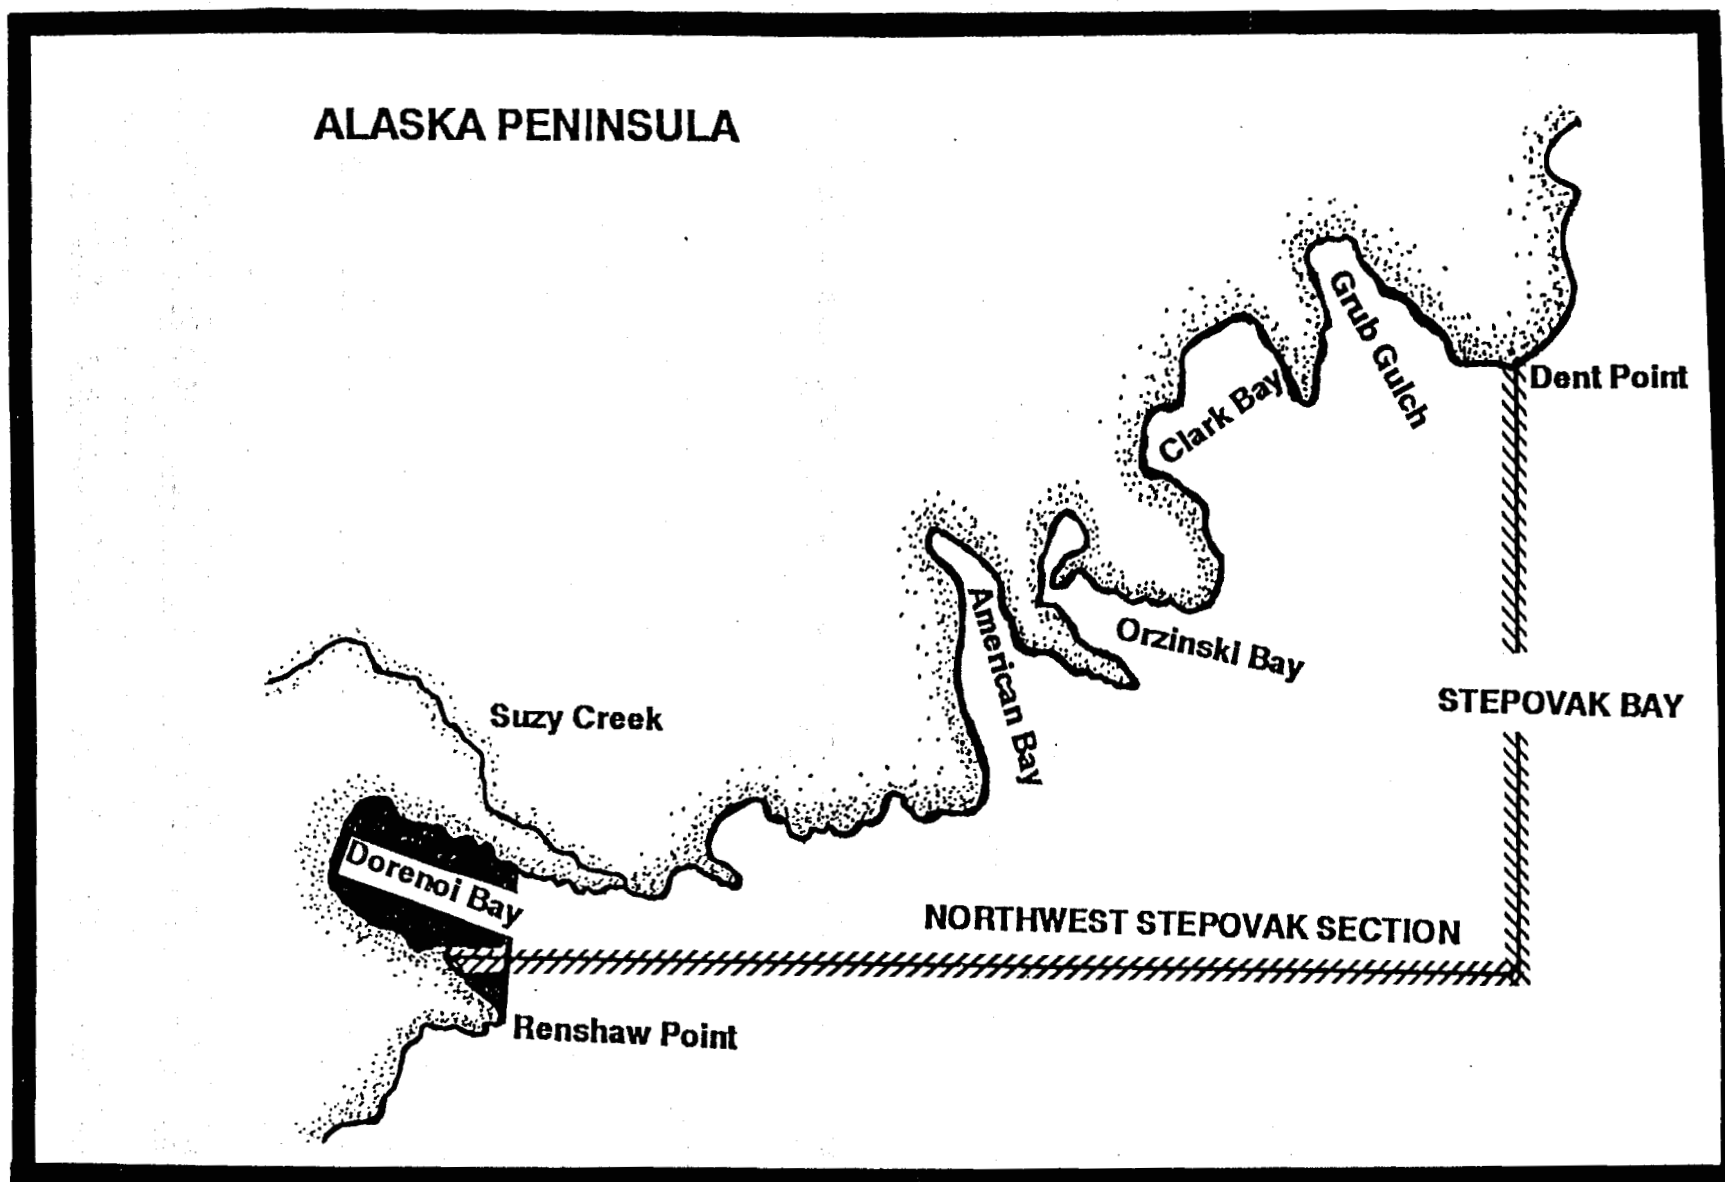 ALASKA PENINSULA
Grub Gulch
Dent Point
Clark Bay
American Bay
Orzinski Bay
Suzy Creek
STEPOVAK BAY
Dorenoi Bay
NORTHWEST STEPOVAK SECTION
Renshaw Point